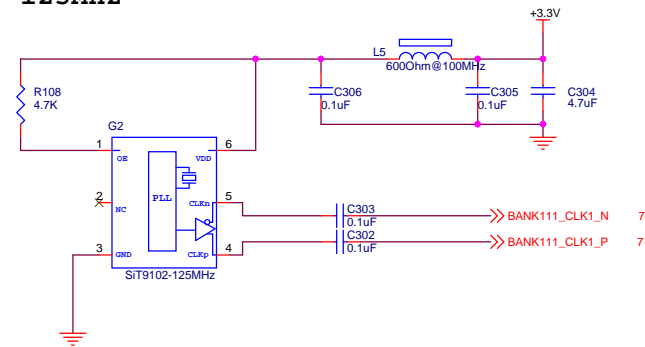 +3.3V
L5
600Ohm@100MHz
R108
4.7K
C306
0.1uF
C305
0.1uF
C304
4.7uF
G2
1
6
OE
VDD
PLL
2
NC
5
CLKn
3
GND
4
CLKp
SiT9102-125MHz
C303
0.1uF
BANK111_CLK1_N 7
C302
0.1uF
BANK111_CLK1_P 7